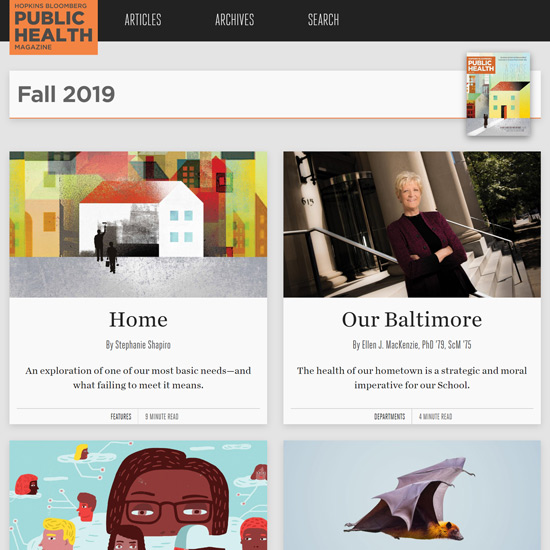 HOPKINS BLOOMBERG
PUBLIC
HEALTH
MAGAZINE
ARTICLES
ARCHIVES
SEARCH
Fall 2019
PUBLIC
HEALTH
615
Home
By Stephanie Shapiro
An exploration of one of our most basic needs—and
what failing to meet it means.
FEATURES
9 MINUTE READ
Our Baltimore
By Ellen J. MacKenzie, PhD '79, ScM '75
The health of our hometown is a strategic and moral
imperative for our School.
DEPARTMENTS
4 MINUTE READ